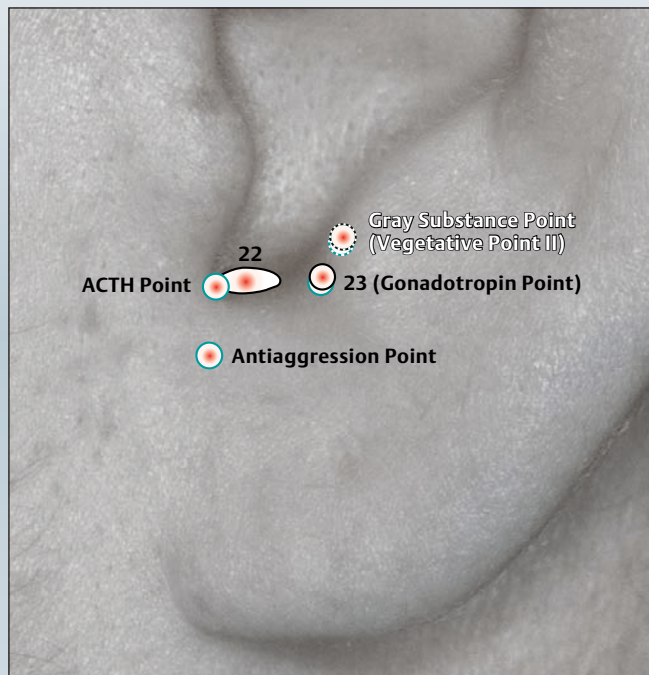 Gray Substance Point
(Vegetative Point II)
22
ACTH Point
23 (Gonadotropin Point)
Antiaggression Point